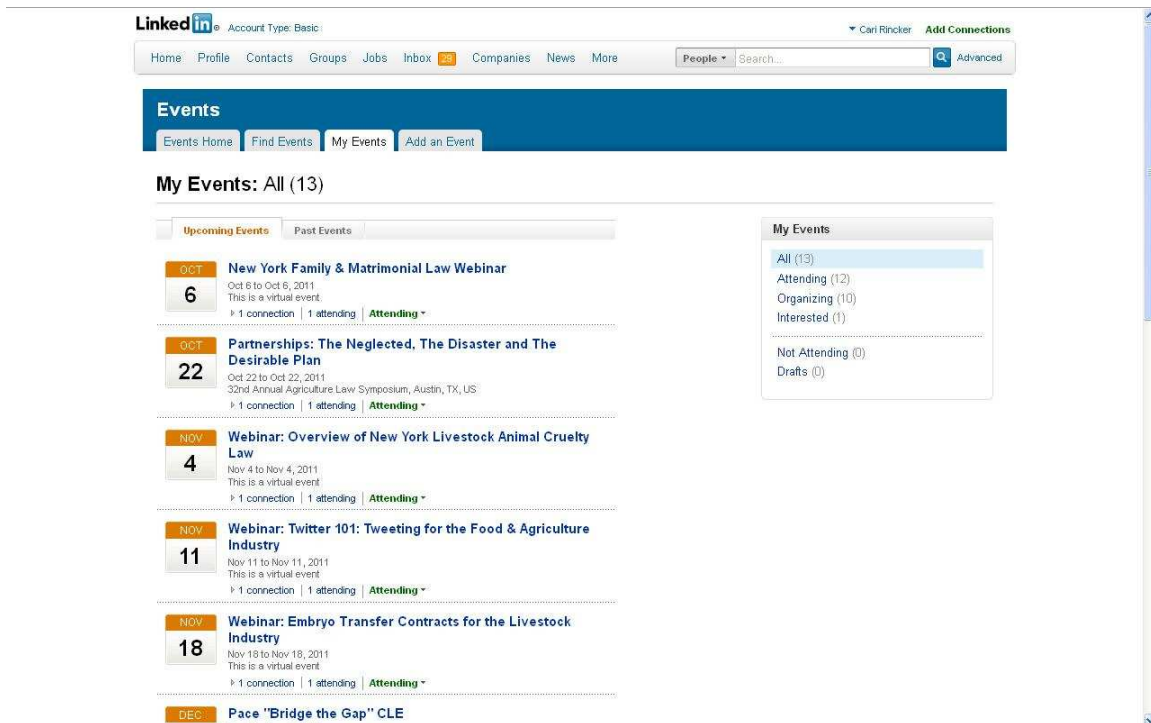 Linked in Account Type: Basic Cari Rincker Add Connections
Home Profile Contacts Groups Jobs Inbox 29 Companies News More People Search... Advanced
Events
Events Home Find Events My Events Add an Event
My Events: All (13)
Upcoming Events Past Events
OCT
6
New York Family & Matrimonial Law Webinar
Oct 6 to Oct 6, 2011
This is a virtual event
1 connection | 1 attending | Attending
OCT
22
Partnerships: The Neglected, The Disaster and The
Desirable Plan
Oct 22 to Oct 22, 2011
32nd Annual Agriculture Law Symposium, Austin, TX, US
1 connection | 1 attending | Attending
NOV
4
Webinar: Overview of New York Livestock Animal Cruelty
Law
Nov 4 to Nov 4, 2011
This is a virtual event
1 connection | 1 attending | Attending
NOV
11
Webinar: Twitter 101: Tweeting for the Food & Agriculture
Industry
Nov 11 to Nov 11, 2011
This is a virtual event
1 connection | 1 attending | Attending
NOV
18
Webinar: Embryo Transfer Contracts for the Livestock
Industry
Nov 18 to Nov 18, 2011
This is a virtual event
1 connection | 1 attending | Attending
DEC
Pace "Bridge the Gap" CLE
My Events
All (13)
Attending (12)
Organizing (10)
Interested (1)
Not Attending (0)
Drafts (0)